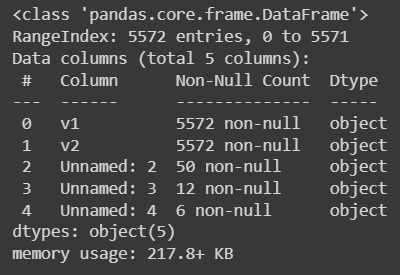 <class 'pandas.core.frame.DataFrame'>
RangeIndex: 5572 entries, 0 to 5571
Data columns (total 5 columns):
 #   Column      Non-Null Count  Dtype
---  ------      --------------  -----
 0   v1          5572 non-null   object
 1   v2          5572 non-null   object
 2   Unnamed: 2  50 non-null     object
 3   Unnamed: 3  12 non-null     object
 4   Unnamed: 4  6 non-null      object
dtypes: object(5)
memory usage: 217.8+ KB